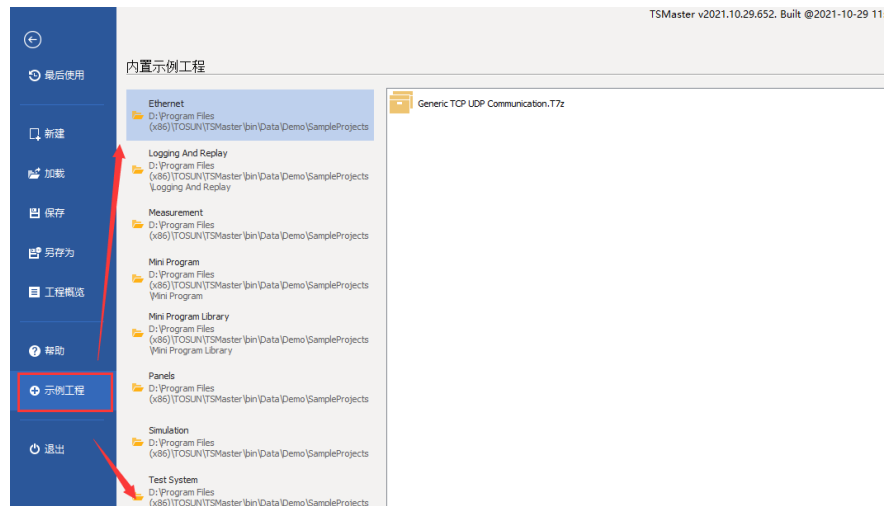 TSMaster v2021.10.29.652. Built @2021-10-29 11:
最后使用
新建
加载
保存
另存为
工程概览
帮助
示例工程
退出
内置示例工程
Ethernet
D:\Program Files
(x86)\TOSUN\TSMaster\bin\Data\Demo\SampleProjects
Logging And Replay
D:\Program Files
(x86)\TOSUN\TSMaster\bin\Data\Demo\SampleProjects
\Logging And Replay
Measurement
D:\Program Files
(x86)\TOSUN\TSMaster\bin\Data\Demo\SampleProjects
Mini Program
D:\Program Files
(x86)\TOSUN\TSMaster\bin\Data\Demo\SampleProjects
\Mini Program
Mini Program Library
D:\Program Files
(x86)\TOSUN\TSMaster\bin\Data\Demo\SampleProjects
\Mini Program Library
Panels
D:\Program Files
(x86)\TOSUN\TSMaster\bin\Data\Demo\SampleProjects
Simulation
D:\Program Files
(x86)\TOSUN\TSMaster\bin\Data\Demo\SampleProjects
Test System
D:\Program Files
(x86)\TOSUN\TSMaster\bin\Data\Demo\SampleProjects
Generic TCP UDP Communication.T7z